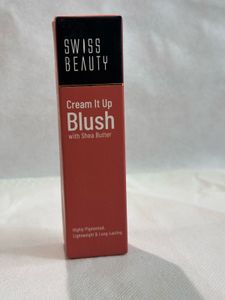 SWISS
BEAUTY
Cream It Up
Blush
with Shea Butter
Highly Pigmented,
Lightweight & Long Lasting